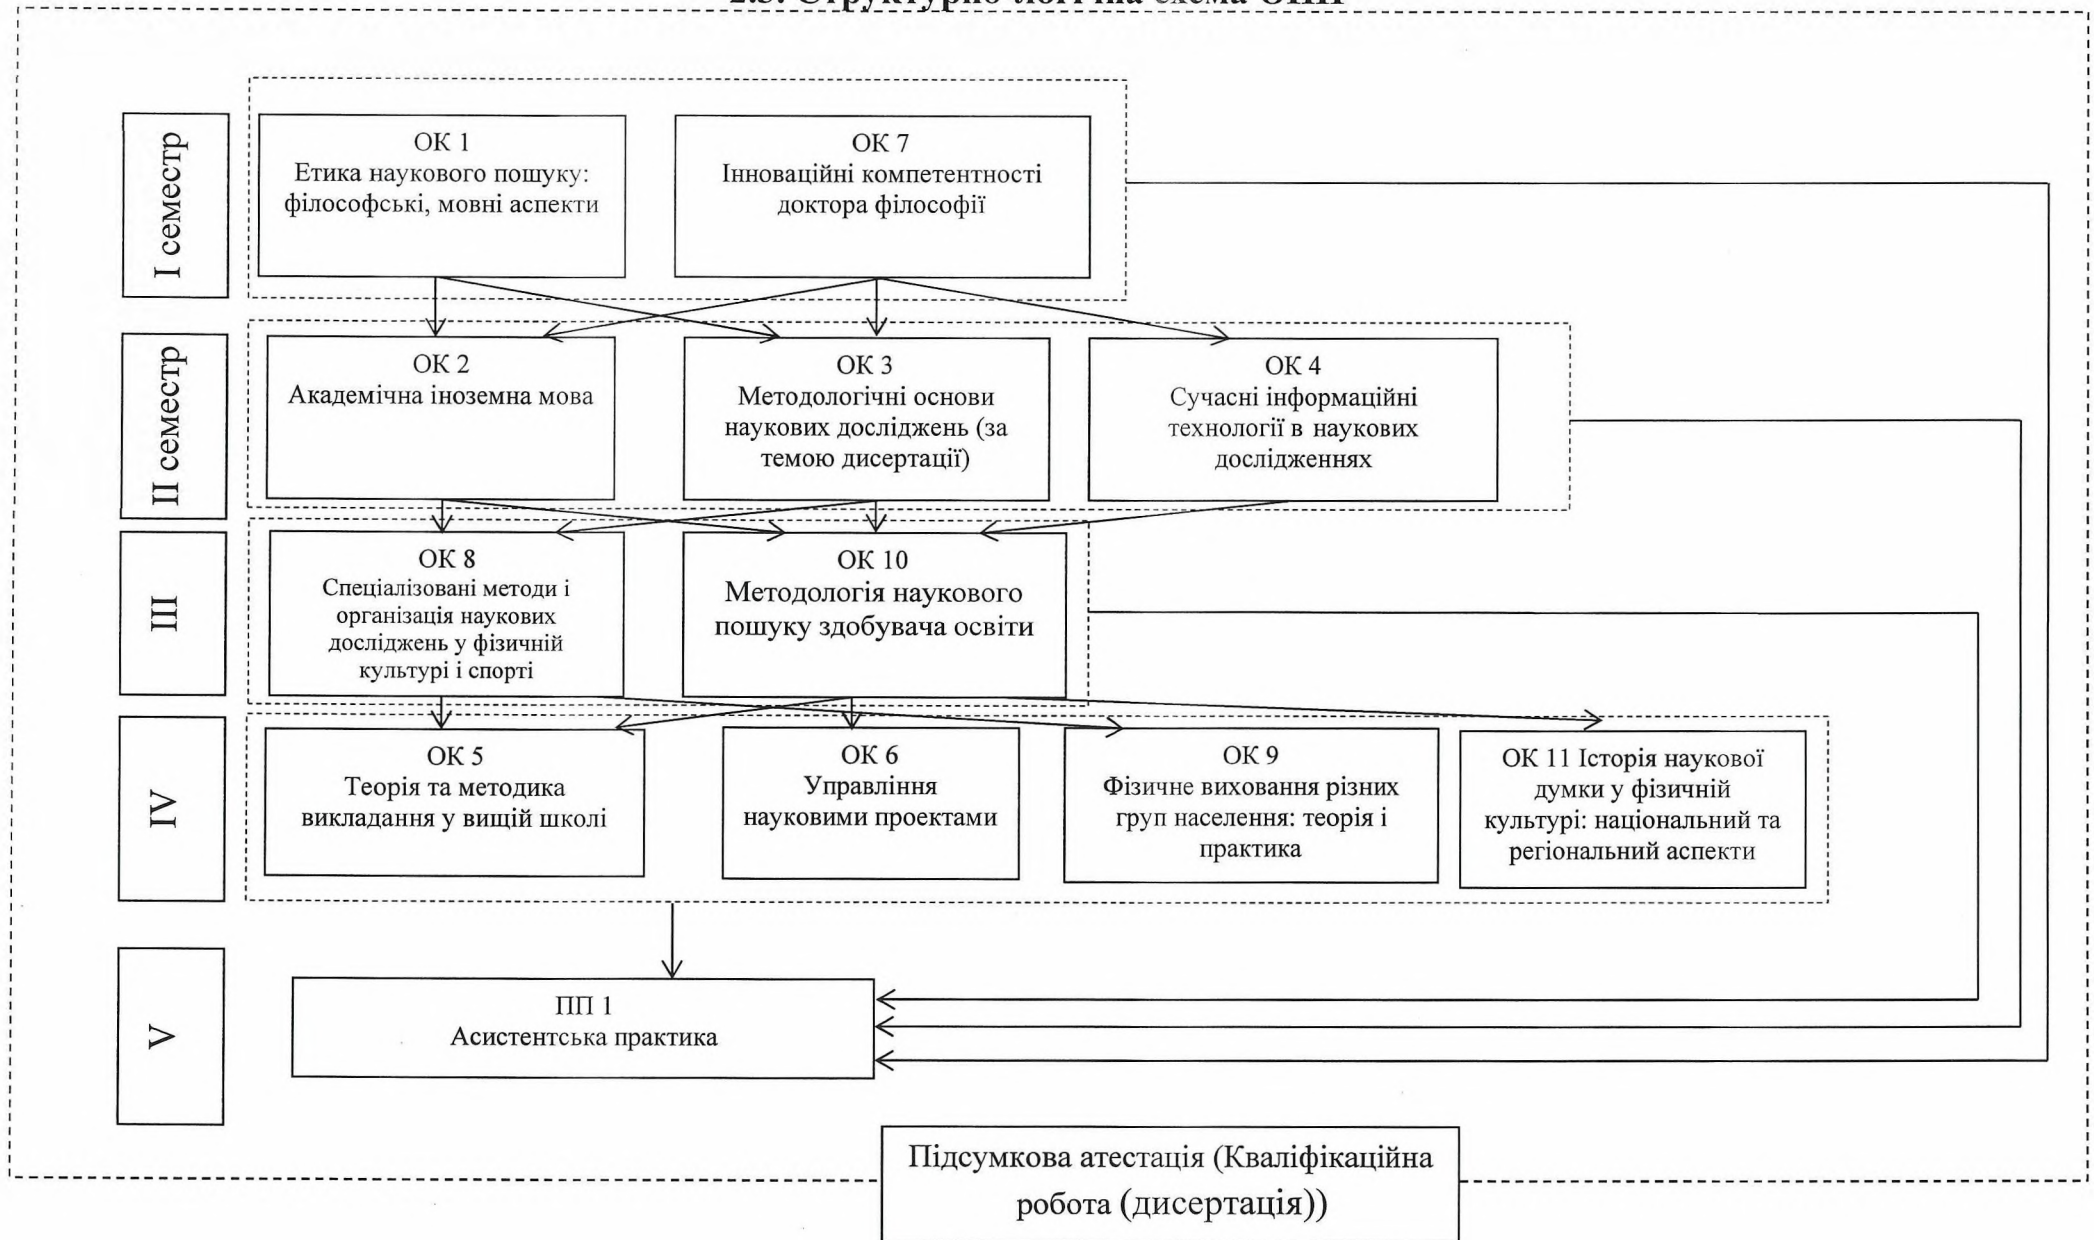 I семестр
ОК 1
Етика наукового пошуку:
філософські, мовні аспекти
ОК 7
Інноваційні компетентності
доктора філософії
II семестр
ОК 2
Академічна іноземна мова
ОК 3
Методологічні основи
наукових досліджень (за
темою дисертації)
ОК 4
Сучасні інформаційні
технології в наукових
дослідженнях
III
ОК 8
Спеціалізовані методи і
організація наукових
досліджень у фізичній
культурі і спорті
ОК 10
Методологія наукового
пошуку здобувача освіти
IV
ОК 5
Теорія та методика
викладання у вищій школі
ОК 6
Управління
науковими проектами
ОК 9
Фізичне виховання різних
груп населення: теорія і
практика
ОК 11 Історія наукової
думки у фізичній
культурі: національний та
регіональний аспекти
V
ПП 1
Асистентська практика
Підсумкова атестація (Кваліфікаційна
робота (дисертація))